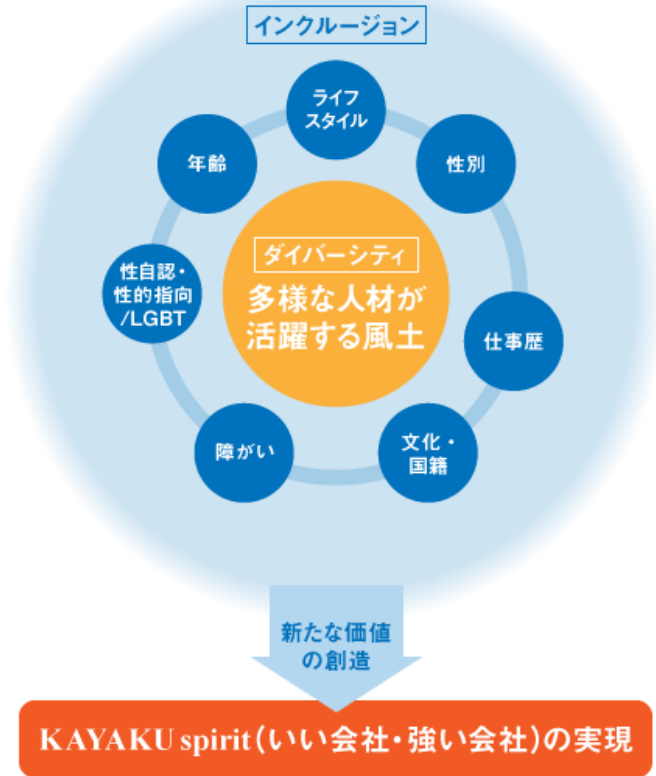 インクルージョン
ライフ
スタイル
年齢
性別
ダイバーシティ
多様な人材が
活躍する風土
性自認・
性的指向
/LGBT
仕事歴
障がい
文化・
国籍
新たな価値
の創造
KAYAKU spirit(いい会社・強い会社)の実現